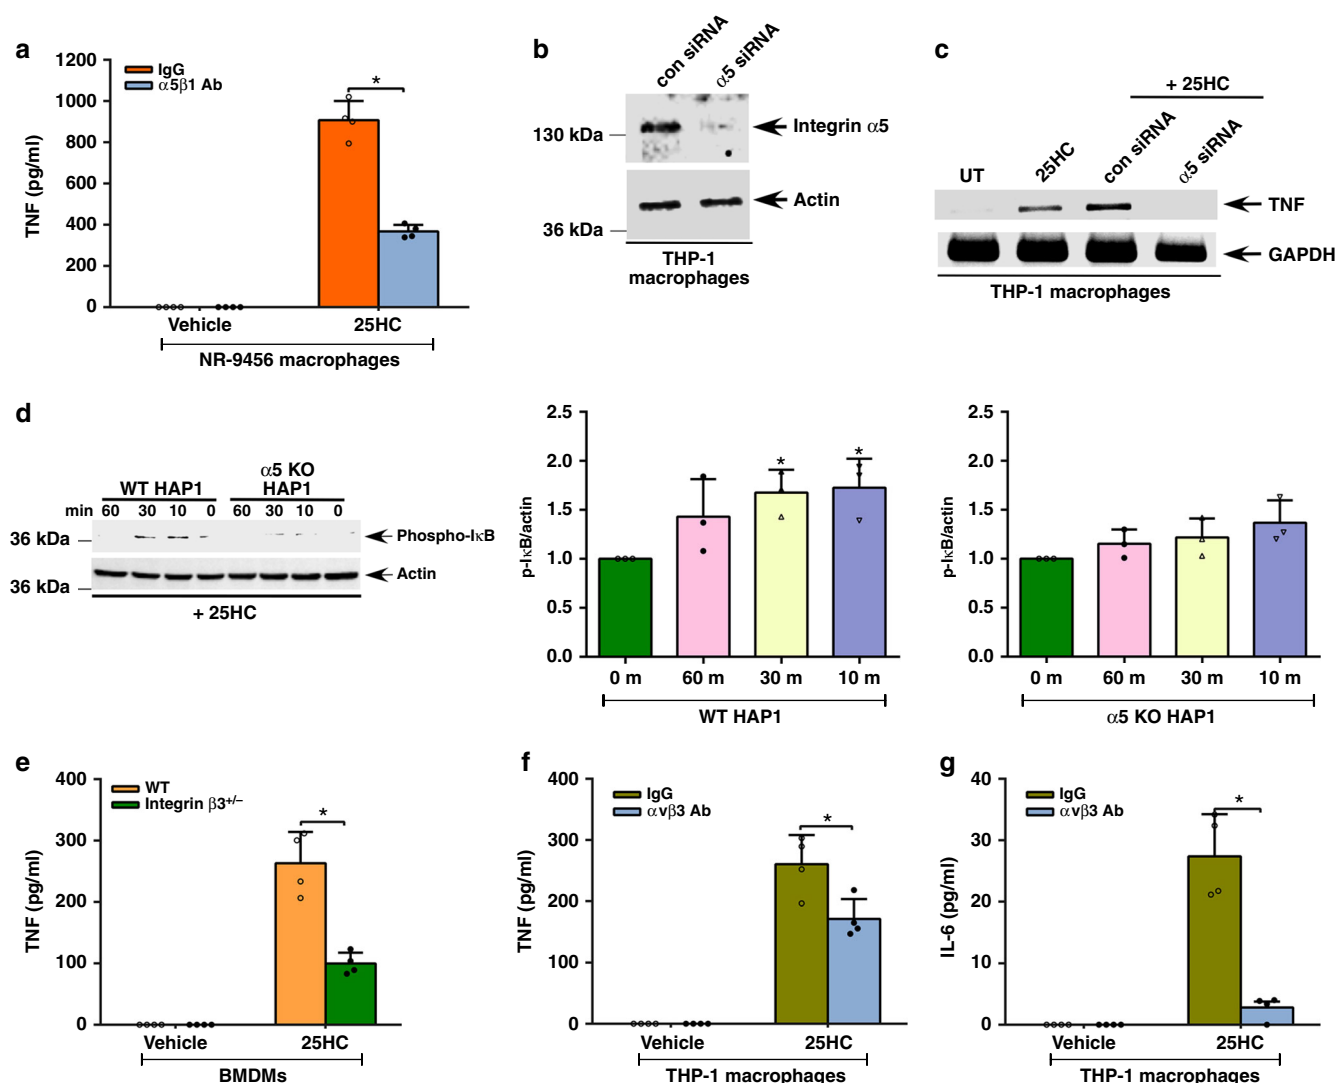 a
1200
1000
800
600
400
200
0
TNF (pg/ml)
IgG
α5β1 Ab
*
Vehicle
25HC
NR-9456 macrophages
b
con siRNA
α5 siRNA
130 kDa
Integrin α5
Actin
36 kDa
THP-1
macrophages
c
+ 25HC
UT
25HC
con siRNA
α5 siRNA
TNF
GAPDH
THP-1 macrophages
d
WT HAP1
α5 KO
HAP1
min 60 30 10 0 60 30 10 0
36 kDa
Phospho-IκB
Actin
36 kDa
+ 25HC
2.5
2.0
1.5
1.0
0.5
0.0
p-IκB/actin
*
*
0 m
60 m
30 m
10 m
WT HAP1
2.5
2.0
1.5
1.0
0.5
0.0
p-IκB/actin
0 m
60 m
30 m
10 m
α5 KO HAP1
e
400
300
200
100
0
TNF (pg/ml)
WT
Integrin β3+/–
*
Vehicle
25HC
BMDMs
f
400
300
200
100
0
TNF (pg/ml)
IgG
αvβ3 Ab
*
Vehicle
25HC
THP-1 macrophages
g
40
30
20
10
0
IL-6 (pg/ml)
IgG
αvβ3 Ab
*
Vehicle
25HC
THP-1 macrophages